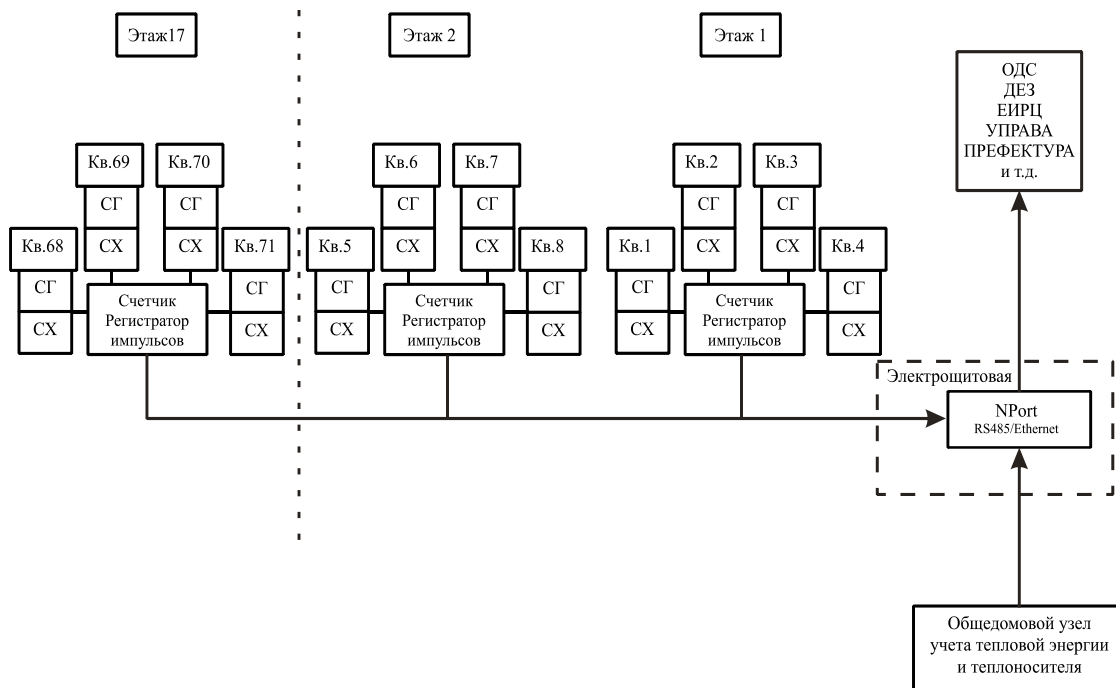 Этаж17
Этаж 2
Этаж 1
ОДС
ДЕЗ
ЕИРЦ
УПРАВА
ПРЕФЕКТУРА
и т.д.
Кв.69
Кв.70
СГ
СГ
СХ
СХ
Кв.68
Кв.71
СГ
СГ
СХ
СХ
Счетчик
Регистратор
импульсов
Кв.6
Кв.7
СГ
СГ
СХ
СХ
Кв.5
Кв.8
СГ
СГ
СХ
СХ
Счетчик
Регистратор
импульсов
Кв.2
Кв.3
СГ
СГ
СХ
СХ
Кв.1
Кв.4
СГ
СГ
СХ
СХ
Счетчик
Регистратор
импульсов
Электрощитовая
NPort
RS485/Ethernet
Общедомовой узел
учета тепловой энергии
и теплоносителя